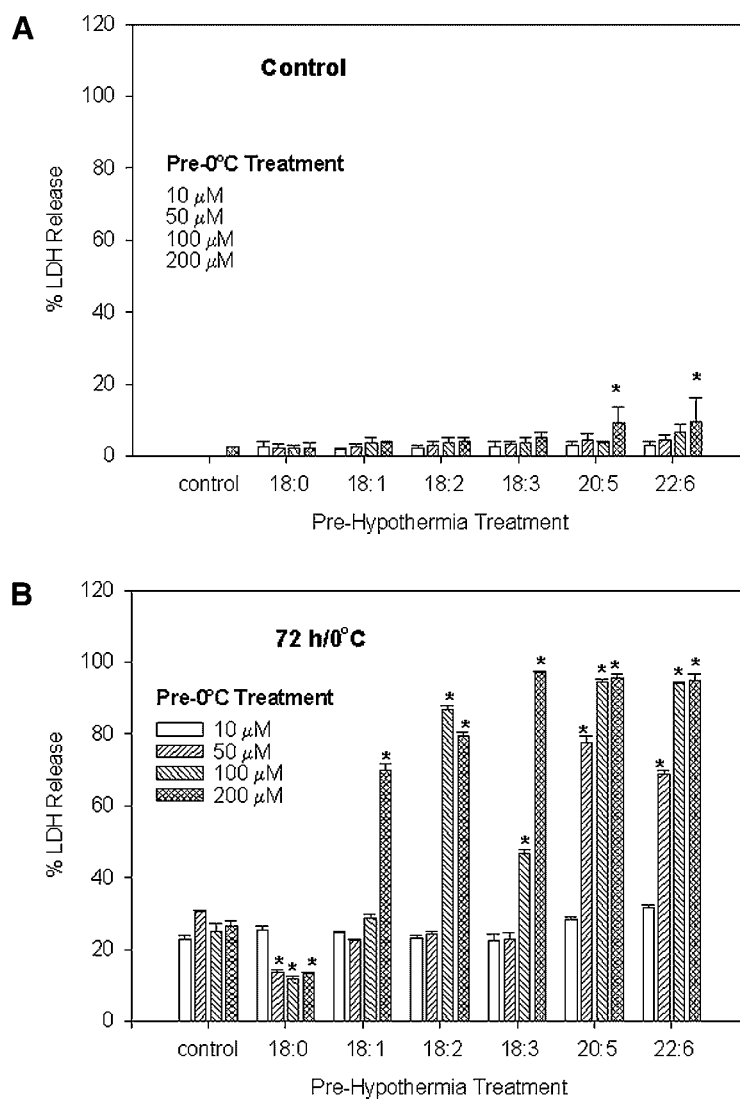 A
Control
Pre-0°C Treatment
10 μM
50 μM
100 μM
200 μM
% LDH Release
120
100
80
60
40
20
0
* *
control 18:0 18:1 18:2 18:3 20:5 22:6
Pre-Hypothermia Treatment
B
72 h/0°C
Pre-0°C Treatment
10 μM
50 μM
100 μM
200 μM
% LDH Release
120
100
80
60
40
20
0
* * * * * * * * * * * * * *
control 18:0 18:1 18:2 18:3 20:5 22:6
Pre-Hypothermia Treatment